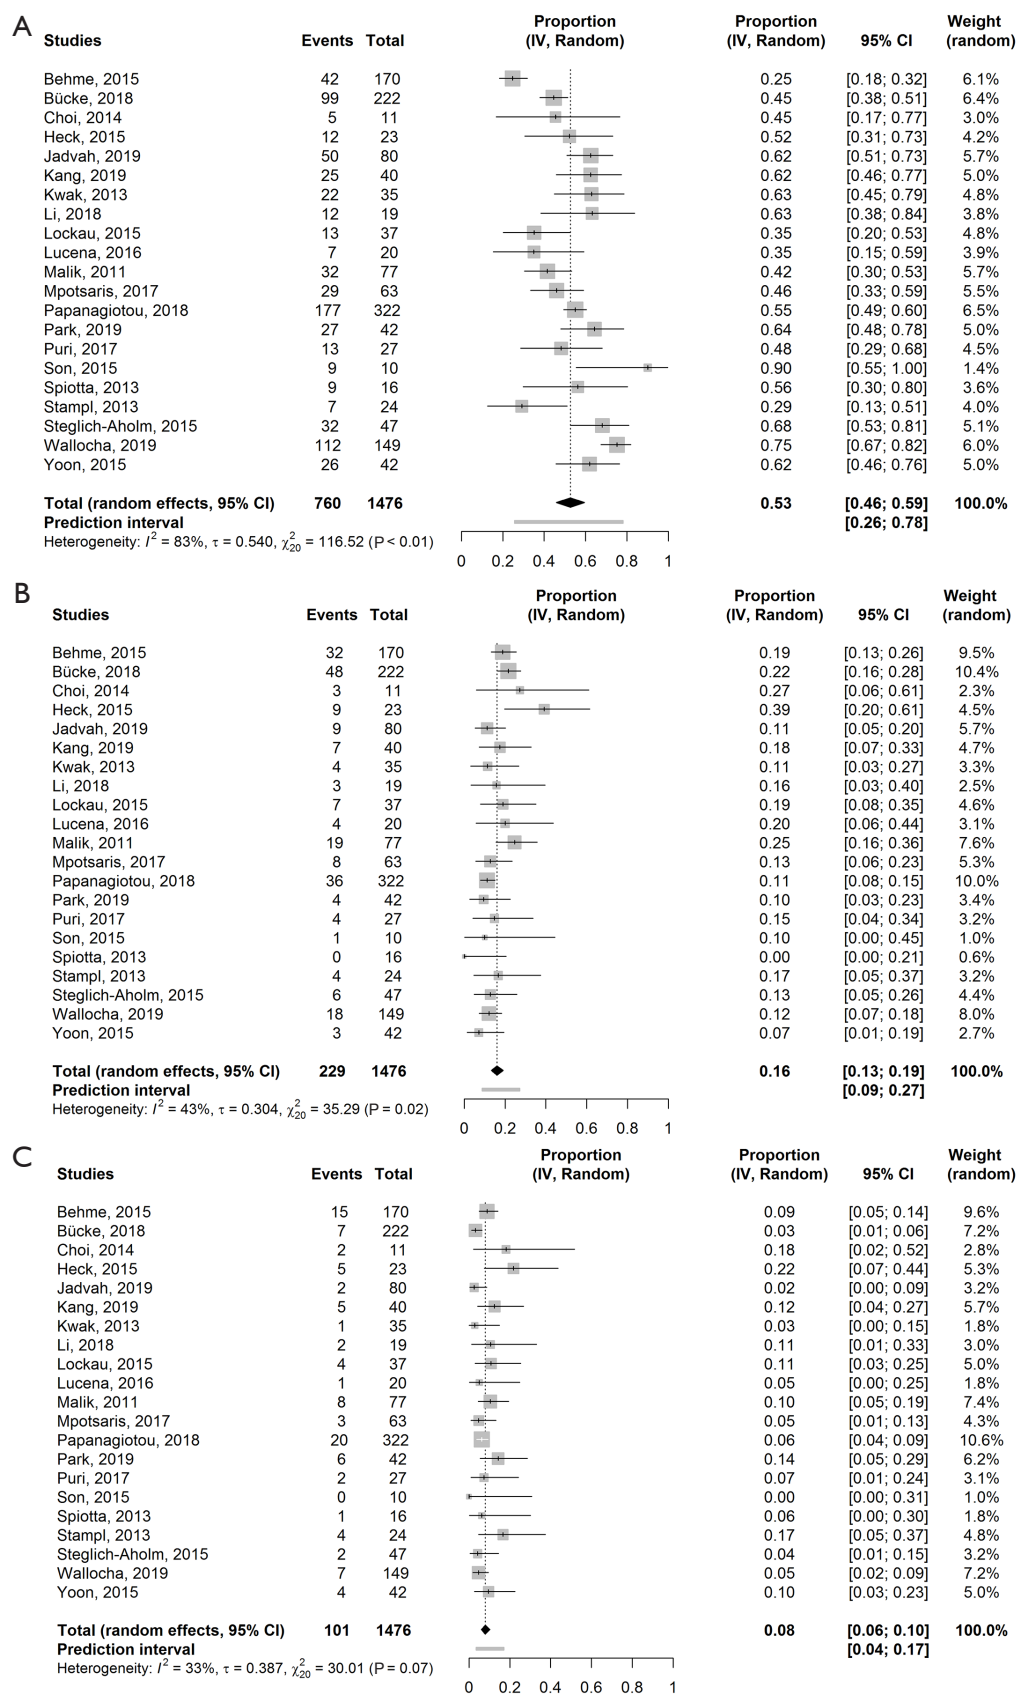 A
Studies Events Total Proportion (IV, Random) Proportion (IV, Random) 95% CI Weight (random)
Behme, 2015 42 170 0.25 [0.18; 0.32] 6.1%
Bücke, 2018 99 222 0.45 [0.38; 0.51] 6.4%
Choi, 2014 5 11 0.45 [0.17; 0.77] 3.0%
Heck, 2015 12 23 0.52 [0.31; 0.73] 4.2%
Jadvah, 2019 50 80 0.62 [0.51; 0.73] 5.7%
Kang, 2019 25 40 0.62 [0.46; 0.77] 5.0%
Kwak, 2013 22 35 0.63 [0.45; 0.79] 4.8%
Li, 2018 12 19 0.63 [0.38; 0.84] 3.8%
Lockau, 2015 13 37 0.35 [0.20; 0.53] 4.8%
Lucena, 2016 7 20 0.35 [0.15; 0.59] 3.9%
Malik, 2011 32 77 0.42 [0.30; 0.53] 5.7%
Mpotsaris, 2017 29 63 0.46 [0.33; 0.59] 5.5%
Papanagiotou, 2018 177 322 0.55 [0.49; 0.60] 6.5%
Park, 2019 27 42 0.64 [0.48; 0.78] 5.0%
Puri, 2017 13 27 0.48 [0.29; 0.68] 4.5%
Son, 2015 9 10 0.90 [0.55; 1.00] 1.4%
Spiotta, 2013 9 16 0.56 [0.30; 0.80] 3.6%
Stampl, 2013 7 24 0.29 [0.13; 0.51] 4.0%
Steglich-Aholm, 2015 32 47 0.68 [0.53; 0.81] 5.1%
Wallocha, 2019 112 149 0.75 [0.67; 0.82] 6.0%
Yoon, 2015 26 42 0.62 [0.46; 0.76] 5.0%
Total (random effects, 95% CI) 760 1476 0.53 [0.46; 0.59] 100.0%
Prediction interval [0.26; 0.78]
Heterogeneity: I² = 83%, τ = 0.540, χ²₂₀ = 116.52 (P < 0.01)
0 0.2 0.4 0.6 0.8 1
B
Studies Events Total Proportion (IV, Random) Proportion (IV, Random) 95% CI Weight (random)
Behme, 2015 32 170 0.19 [0.13; 0.26] 9.5%
Bücke, 2018 48 222 0.22 [0.16; 0.28] 10.4%
Choi, 2014 3 11 0.27 [0.06; 0.61] 2.3%
Heck, 2015 9 23 0.39 [0.20; 0.61] 4.5%
Jadvah, 2019 9 80 0.11 [0.05; 0.20] 5.7%
Kang, 2019 7 40 0.18 [0.07; 0.33] 4.7%
Kwak, 2013 4 35 0.11 [0.03; 0.27] 3.3%
Li, 2018 3 19 0.16 [0.03; 0.40] 2.5%
Lockau, 2015 7 37 0.19 [0.08; 0.35] 4.6%
Lucena, 2016 4 20 0.20 [0.06; 0.44] 3.1%
Malik, 2011 19 77 0.25 [0.16; 0.36] 7.6%
Mpotsaris, 2017 8 63 0.13 [0.06; 0.23] 5.3%
Papanagiotou, 2018 36 322 0.11 [0.08; 0.15] 10.0%
Park, 2019 4 42 0.10 [0.03; 0.23] 3.4%
Puri, 2017 4 27 0.15 [0.04; 0.34] 3.2%
Son, 2015 1 10 0.10 [0.00; 0.45] 1.0%
Spiotta, 2013 0 16 0.00 [0.00; 0.21] 0.6%
Stampl, 2013 4 24 0.17 [0.05; 0.37] 3.2%
Steglich-Aholm, 2015 6 47 0.13 [0.05; 0.26] 4.4%
Wallocha, 2019 18 149 0.12 [0.07; 0.18] 8.0%
Yoon, 2015 3 42 0.07 [0.01; 0.19] 2.7%
Total (random effects, 95% CI) 229 1476 0.16 [0.13; 0.19] 100.0%
Prediction interval [0.09; 0.27]
Heterogeneity: I² = 43%, τ = 0.304, χ²₂₀ = 35.29 (P = 0.02)
0 0.2 0.4 0.6 0.8 1
C
Studies Events Total Proportion (IV, Random) Proportion (IV, Random) 95% CI Weight (random)
Behme, 2015 15 170 0.09 [0.05; 0.14] 9.6%
Bücke, 2018 7 222 0.03 [0.01; 0.06] 7.2%
Choi, 2014 2 11 0.18 [0.02; 0.52] 2.8%
Heck, 2015 5 23 0.22 [0.07; 0.44] 5.3%
Jadvah, 2019 2 80 0.02 [0.00; 0.09] 3.2%
Kang, 2019 5 40 0.12 [0.04; 0.27] 5.7%
Kwak, 2013 1 35 0.03 [0.00; 0.15] 1.8%
Li, 2018 2 19 0.11 [0.01; 0.33] 3.0%
Lockau, 2015 4 37 0.11 [0.03; 0.25] 5.0%
Lucena, 2016 1 20 0.05 [0.00; 0.25] 1.8%
Malik, 2011 8 77 0.10 [0.05; 0.19] 7.4%
Mpotsaris, 2017 3 63 0.05 [0.01; 0.13] 4.3%
Papanagiotou, 2018 20 322 0.06 [0.04; 0.09] 10.6%
Park, 2019 6 42 0.14 [0.05; 0.29] 6.2%
Puri, 2017 2 27 0.07 [0.01; 0.24] 3.1%
Son, 2015 0 10 0.00 [0.00; 0.31] 1.0%
Spiotta, 2013 1 16 0.06 [0.00; 0.30] 1.8%
Stampl, 2013 4 24 0.17 [0.05; 0.37] 4.8%
Steglich-Aholm, 2015 2 47 0.04 [0.01; 0.15] 3.2%
Wallocha, 2019 7 149 0.05 [0.02; 0.09] 7.2%
Yoon, 2015 4 42 0.10 [0.03; 0.23] 5.0%
Total (random effects, 95% CI) 101 1476 0.08 [0.06; 0.10] 100.0%
Prediction interval [0.04; 0.17]
Heterogeneity: I² = 33%, τ = 0.387, χ²₂₀ = 30.01 (P = 0.07)
0 0.2 0.4 0.6 0.8 1